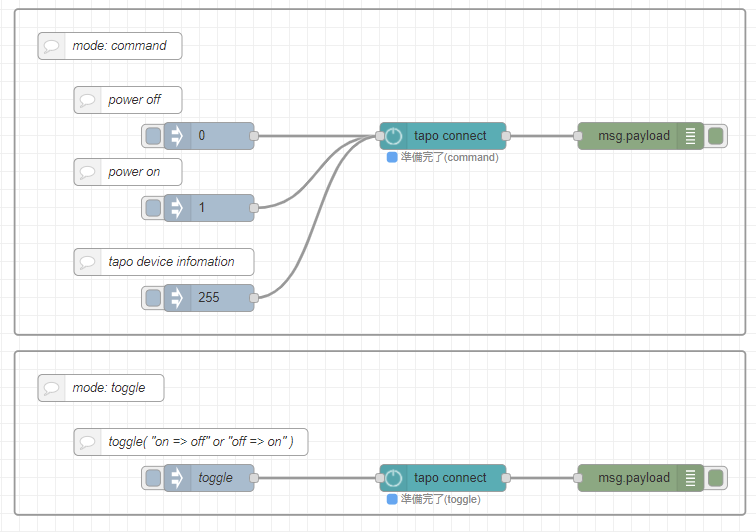 mode: command
power off
0
tapo connect
msg.payload
準備完了(command)
power on
1
tapo device infomation
255
mode: toggle
toggle( "on => off" or "off => on" )
toggle
tapo connect
msg.payload
準備完了(toggle)